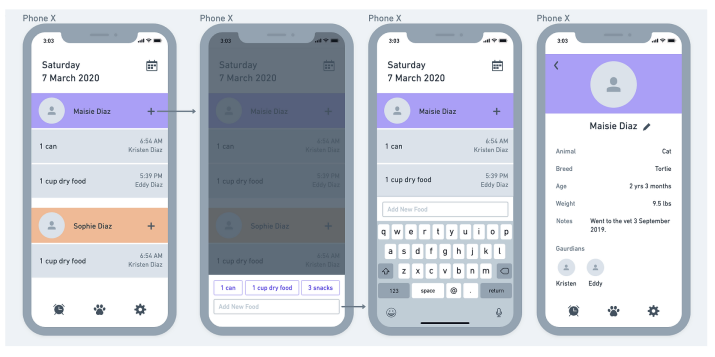 Phone X
3:03
Saturday
7 March 2020
Maisie Diaz +
1 can
6:54 AM
Kristen Diaz
1 cup dry food
5:39 PM
Eddy Diaz
Sophie Diaz +
1 cup dry food
6:54 AM
Kristen Diaz
Phone X
3:03
Saturday
7 March 2020
Maisie Diaz +
1 can
6:54 AM
Kristen Diaz
1 cup dry food
5:39 PM
Eddy Diaz
Sophie Diaz +
1 cup dry food
6:54 AM
Kristen Diaz
1 can 1 cup dry food 3 snacks
Add New Food
Phone X
3:03
Saturday
7 March 2020
Maisie Diaz +
1 can
6:54 AM
Kristen Diaz
1 cup dry food
5:39 PM
Eddy Diaz
Add New Food
q w e r t y u i o p
a s d f g h j k l
z x c v b n m
123 space @ . return
Phone X
3:03
Maisie Diaz
Animal Cat
Breed Tortie
Age 2 yrs 3 months
Weight 9.5 lbs
Notes Went to the vet 3 September
2019.
Gaurdians
Kristen Eddy